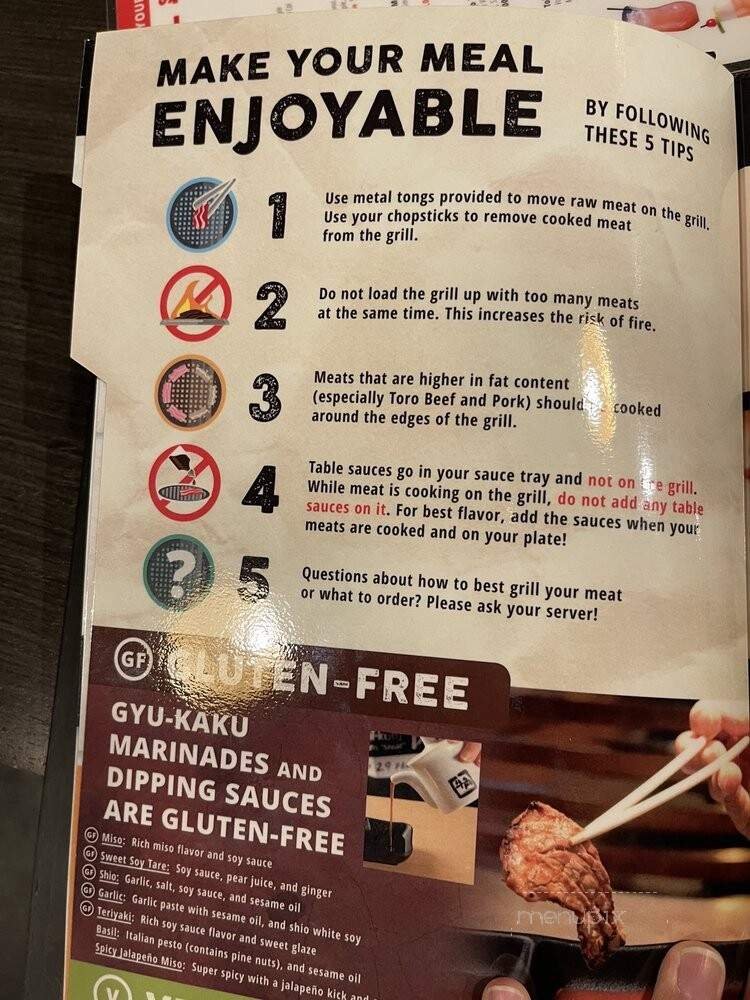 MAKE YOUR MEAL
ENJOYABLE
BY FOLLOWING
THESE 5 TIPS
1
Use metal tongs provided to move raw meat on the grill.
Use your chopsticks to remove cooked meat
from the grill.
2
Do not load the grill up with too many meats
at the same time. This increases the risk of fire.
3
Meats that are higher in fat content
(especially Toro Beef and Pork) should be cooked
around the edges of the grill.
4
Table sauces go in your sauce tray and not on the grill.
While meat is cooking on the grill, do not add any table
sauces on it. For best flavor, add the sauces when your
meats are cooked and on your plate!
?
5
Questions about how to best grill your meat
or what to order? Please ask your server!
GF GLUTEN-FREE
GYU-KAKU
MARINADES AND
DIPPING SAUCES
ARE GLUTEN-FREE
GF Miso: Rich miso flavor and soy sauce
GF Sweet Soy Tare: Soy sauce, pear juice, and ginger
GF Shio: Garlic, salt, soy sauce, and sesame oil
GF Garlic: Garlic paste with sesame oil, and shio white soy
GF Teriyaki: Rich soy sauce flavor and sweet glaze
Basil: Italian pesto (contains pine nuts), and sesame oil
Spicy Jalapeño Miso: Super spicy with a jalapeño kick and
V
menupix